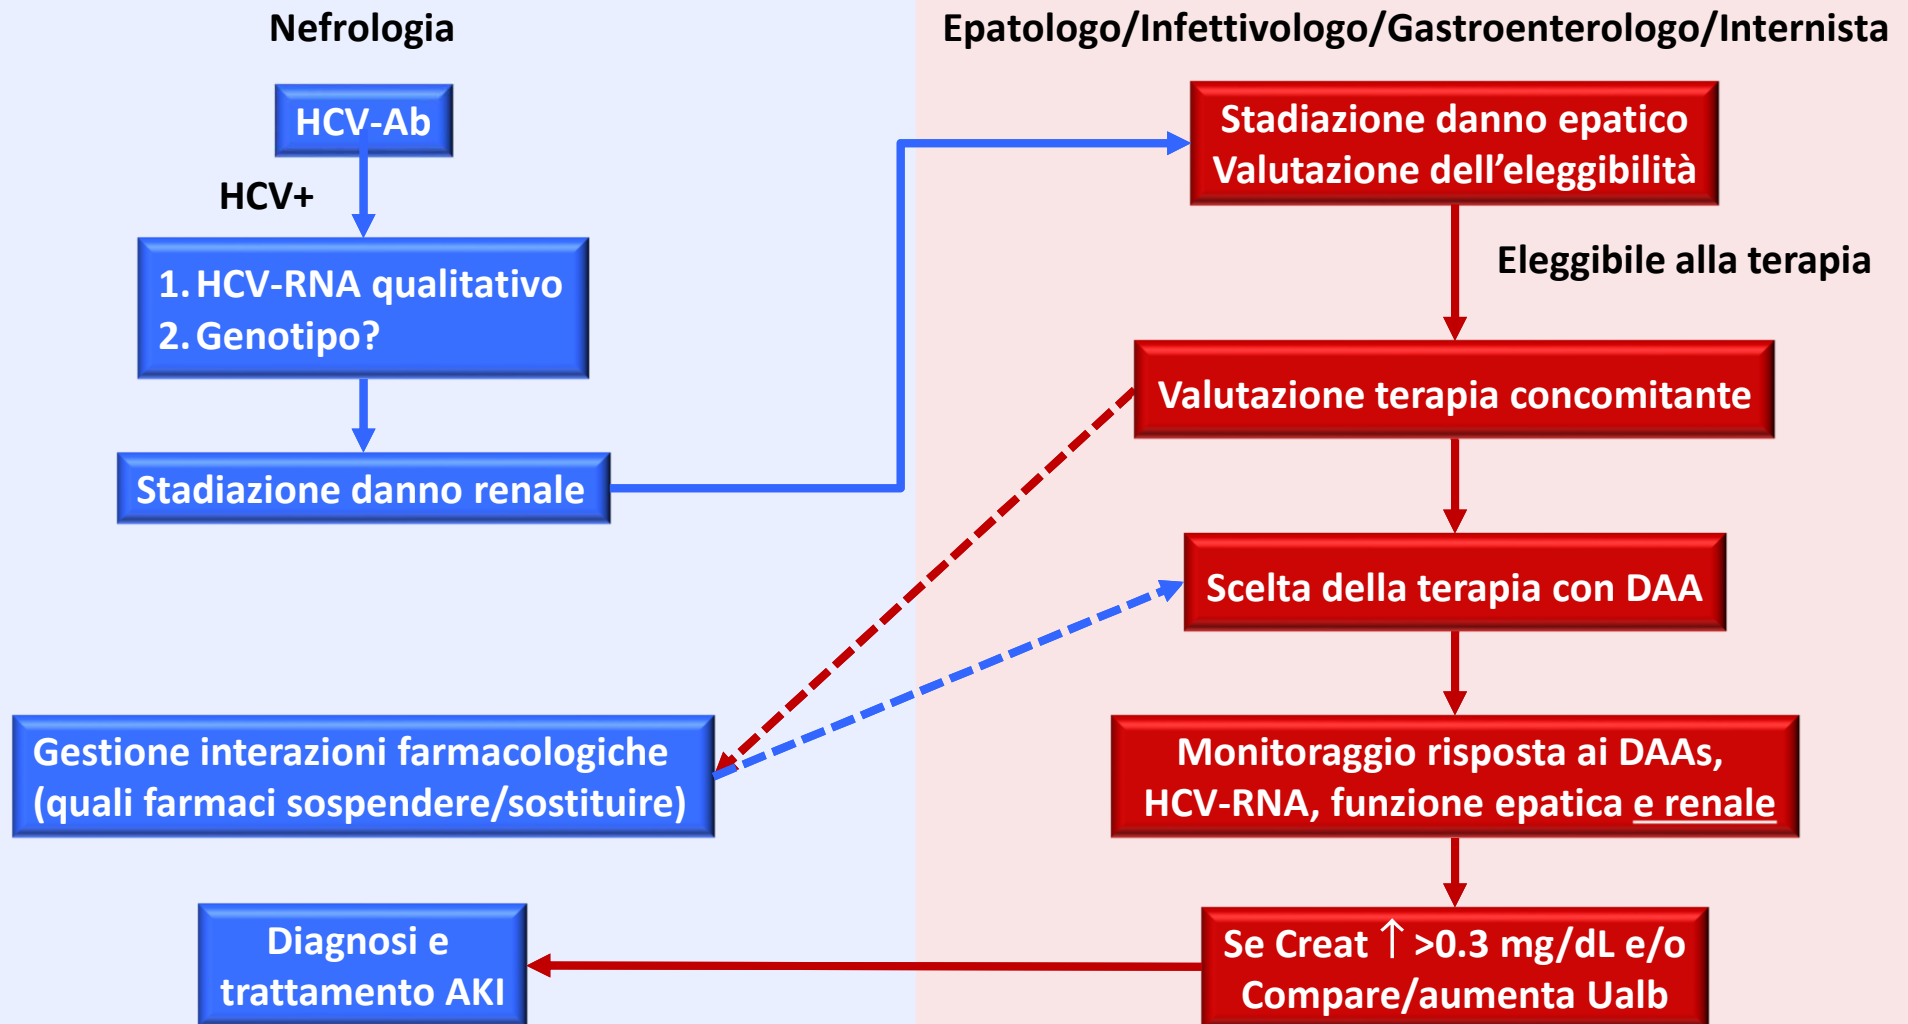 Nefrologia
HCV-Ab
HCV+
1. HCV-RNA qualitativo
2. Genotipo?
Stadiazione danno renale
Gestione interazioni farmacologiche
(quali farmaci sospendere/sostituire)
Diagnosi e
trattamento AKI
Epatologo/Infettivologo/Gastroenterologo/Internista
Stadiazione danno epatico
Valutazione dell’eleggibilità
Eleggibile alla terapia
Valutazione terapia concomitante
Scelta della terapia con DAA
Monitoraggio risposta ai DAAs,
HCV-RNA, funzione epatica e renale
Se Creat ↑ >0.3 mg/dL e/o
Compare/aumenta Ualb